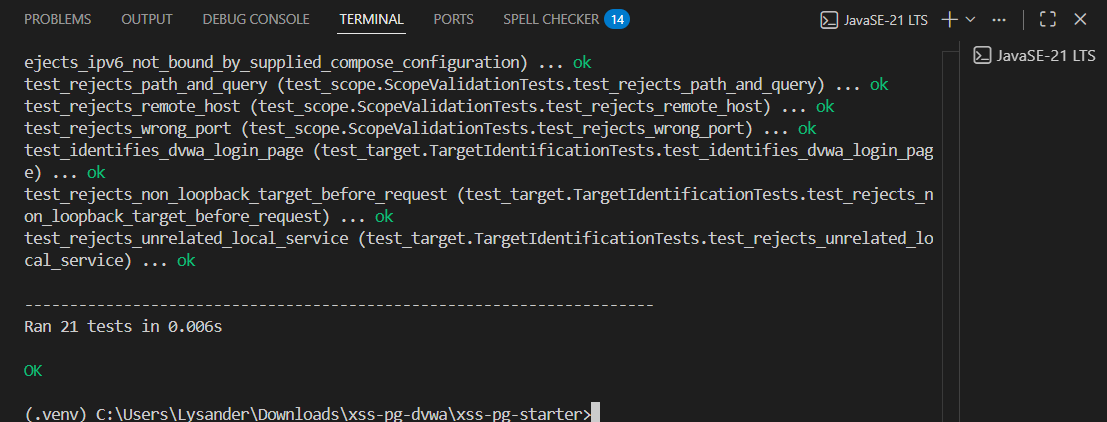 PROBLEMS OUTPUT DEBUG CONSOLE TERMINAL PORTS SPELL CHECKER 14 JavaSE-21 LTS
JavaSE-21 LTS
ejects_ipv6_not_bound_by_supplied_compose_configuration) ... ok
test_rejects_path_and_query (test_scope.ScopeValidationTests.test_rejects_path_and_query) ... ok
test_rejects_remote_host (test_scope.ScopeValidationTests.test_rejects_remote_host) ... ok
test_rejects_wrong_port (test_scope.ScopeValidationTests.test_rejects_wrong_port) ... ok
test_identifies_dvwa_login_page (test_target.TargetIdentificationTests.test_identifies_dvwa_login_pag
e) ... ok
test_rejects_non_loopback_target_before_request (test_target.TargetIdentificationTests.test_rejects_n
on_loopback_target_before_request) ... ok
test_rejects_unrelated_local_service (test_target.TargetIdentificationTests.test_rejects_unrelated_lo
cal_service) ... ok
----------------------------------------------------------------------
Ran 21 tests in 0.006s
OK
(.venv) C:\Users\Lysander\Downloads\xss-pg-dvwa\xss-pg-starter>